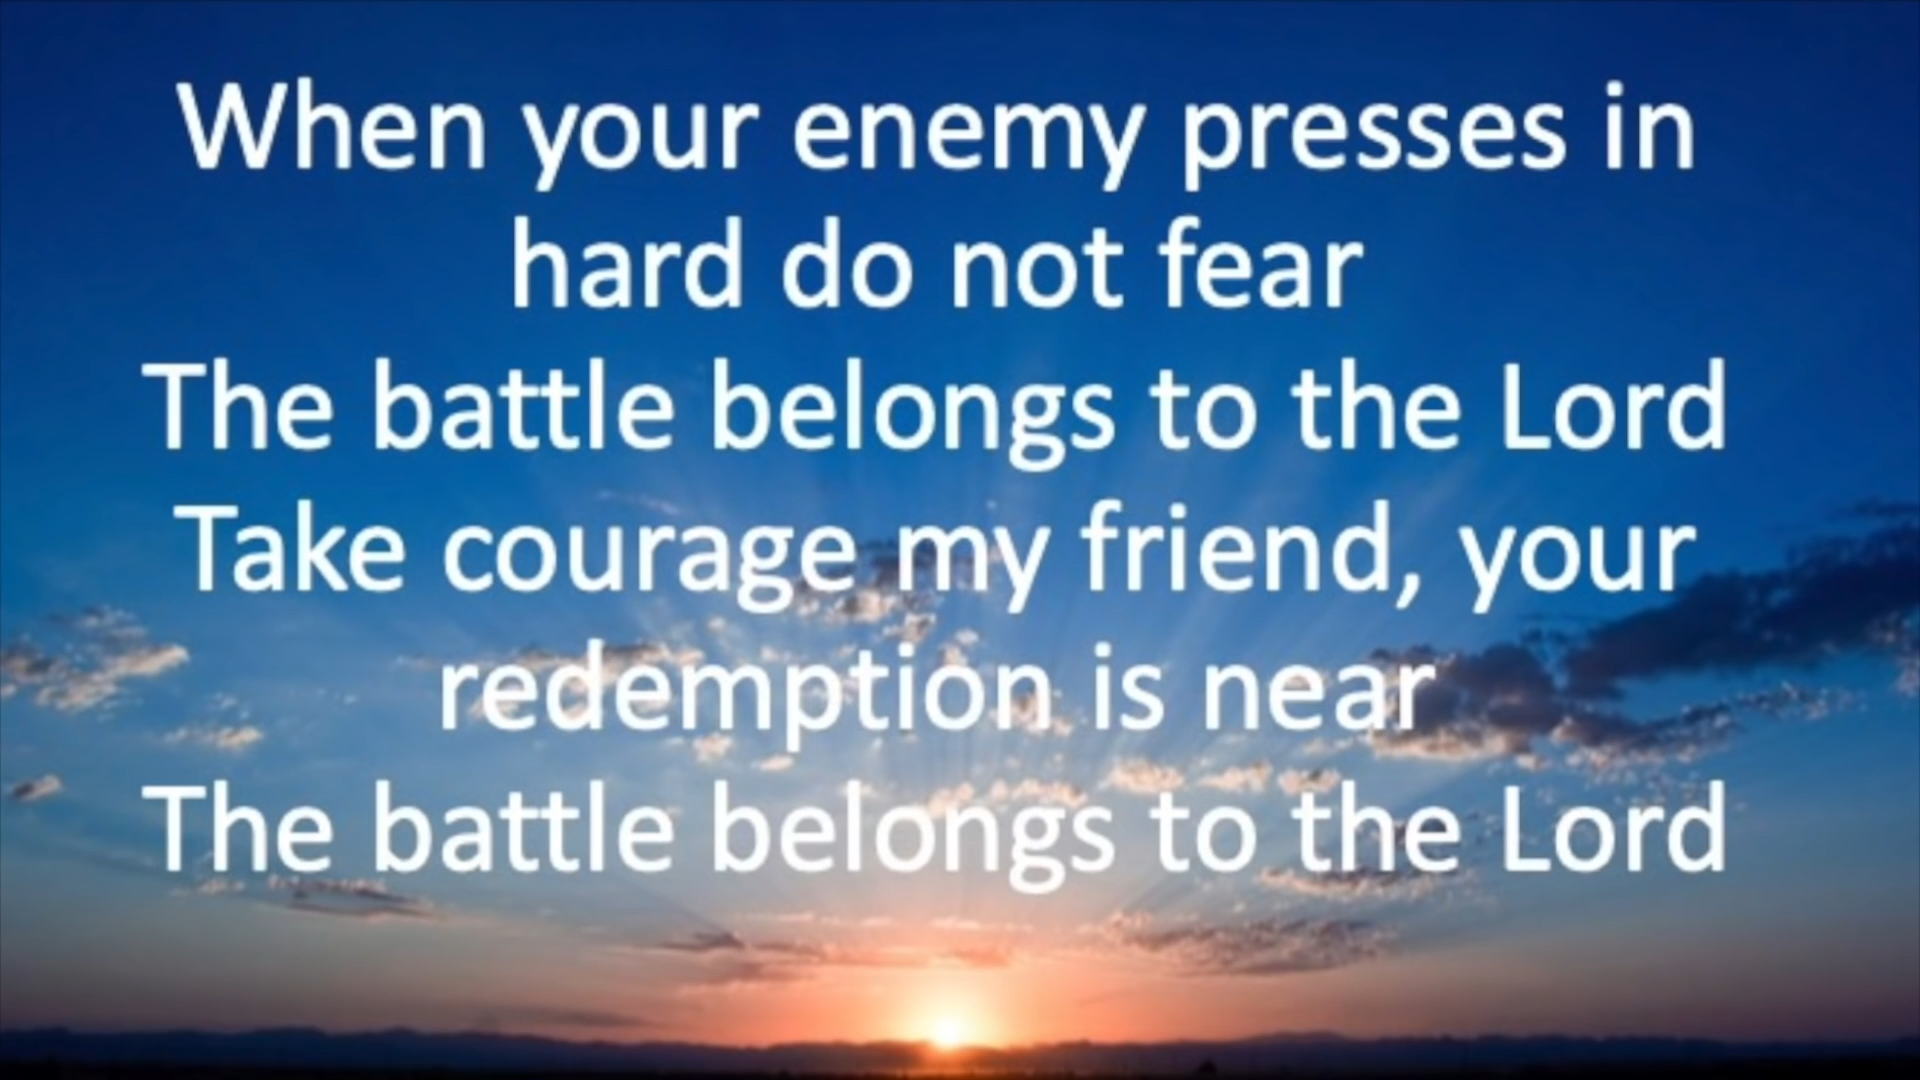 When your enemy presses in
hard do not fear
The battle belongs to the Lord
Take courage my friend, your
redemption is near
The battle belongs to the Lord